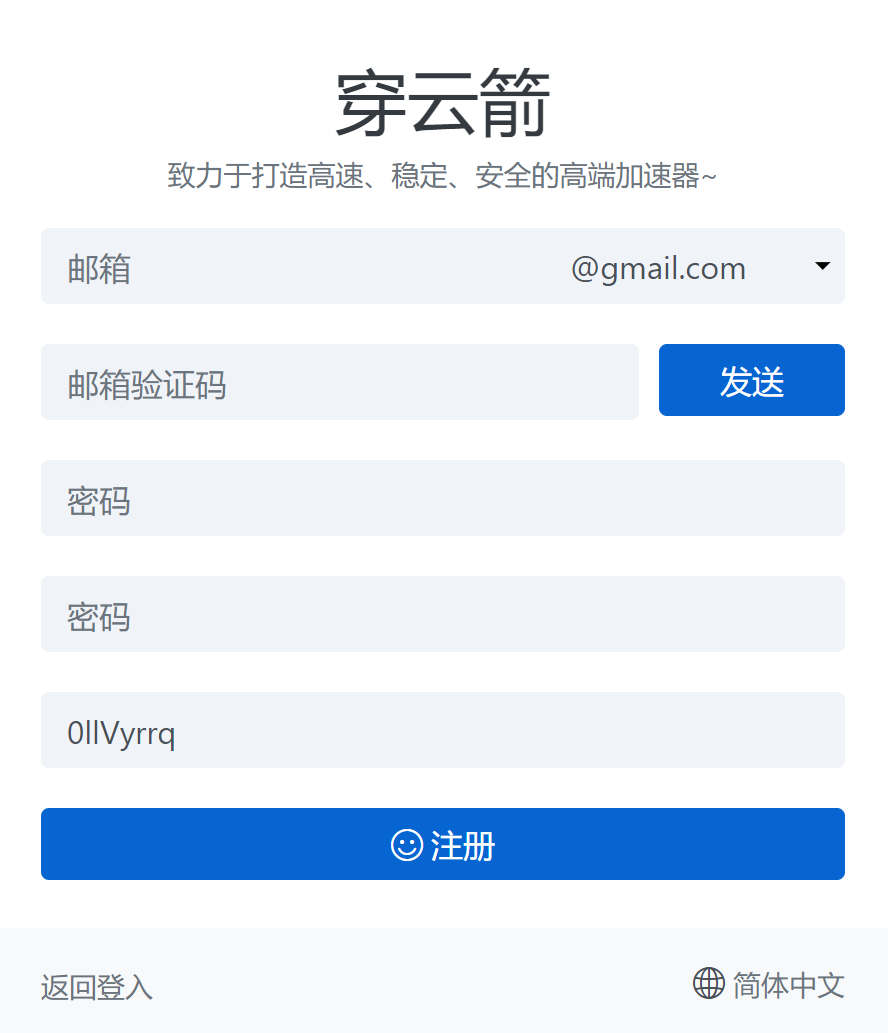 穿云箭
致力于打造高速、稳定、安全的高端加速器~
邮箱 @gmail.com
邮箱验证码 发送
密码
密码
0llVyrrq
注册
返回登入 简体中文